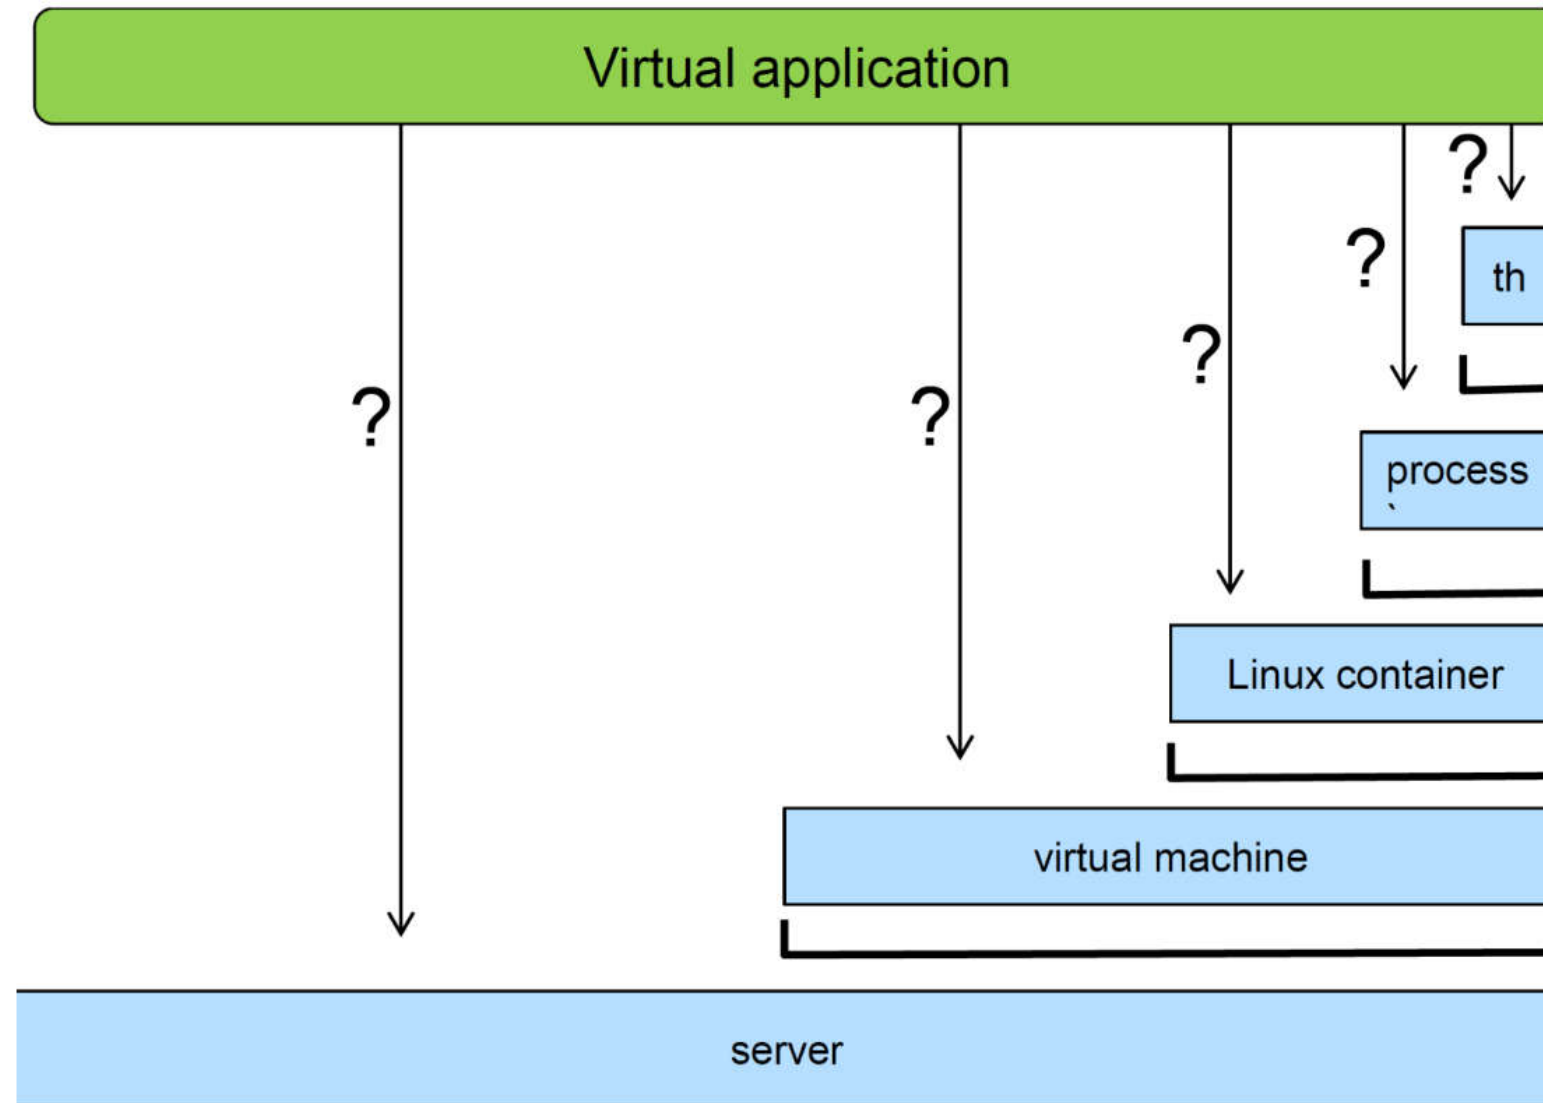 Virtual application
?
th
?
?
?
?
process
`
Linux container
virtual machine
server